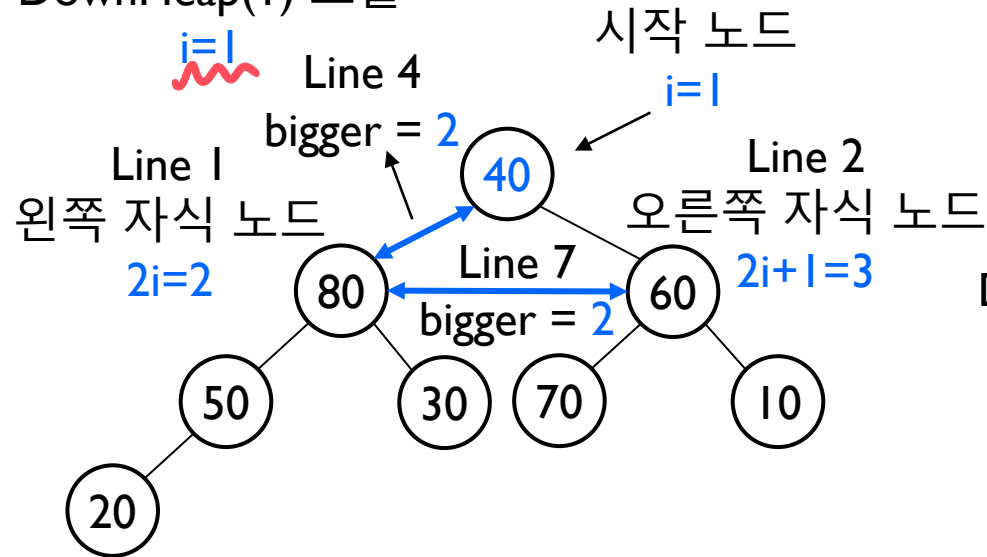 i=1
Line 4
bigger = 2
시작 노드
i=1
Line 1
왼쪽 자식 노드
2i=2
Line 2
오른쪽 자식 노드
2i+1=3
40
Line 7
bigger = 2
80
60
50
30
70
10
20